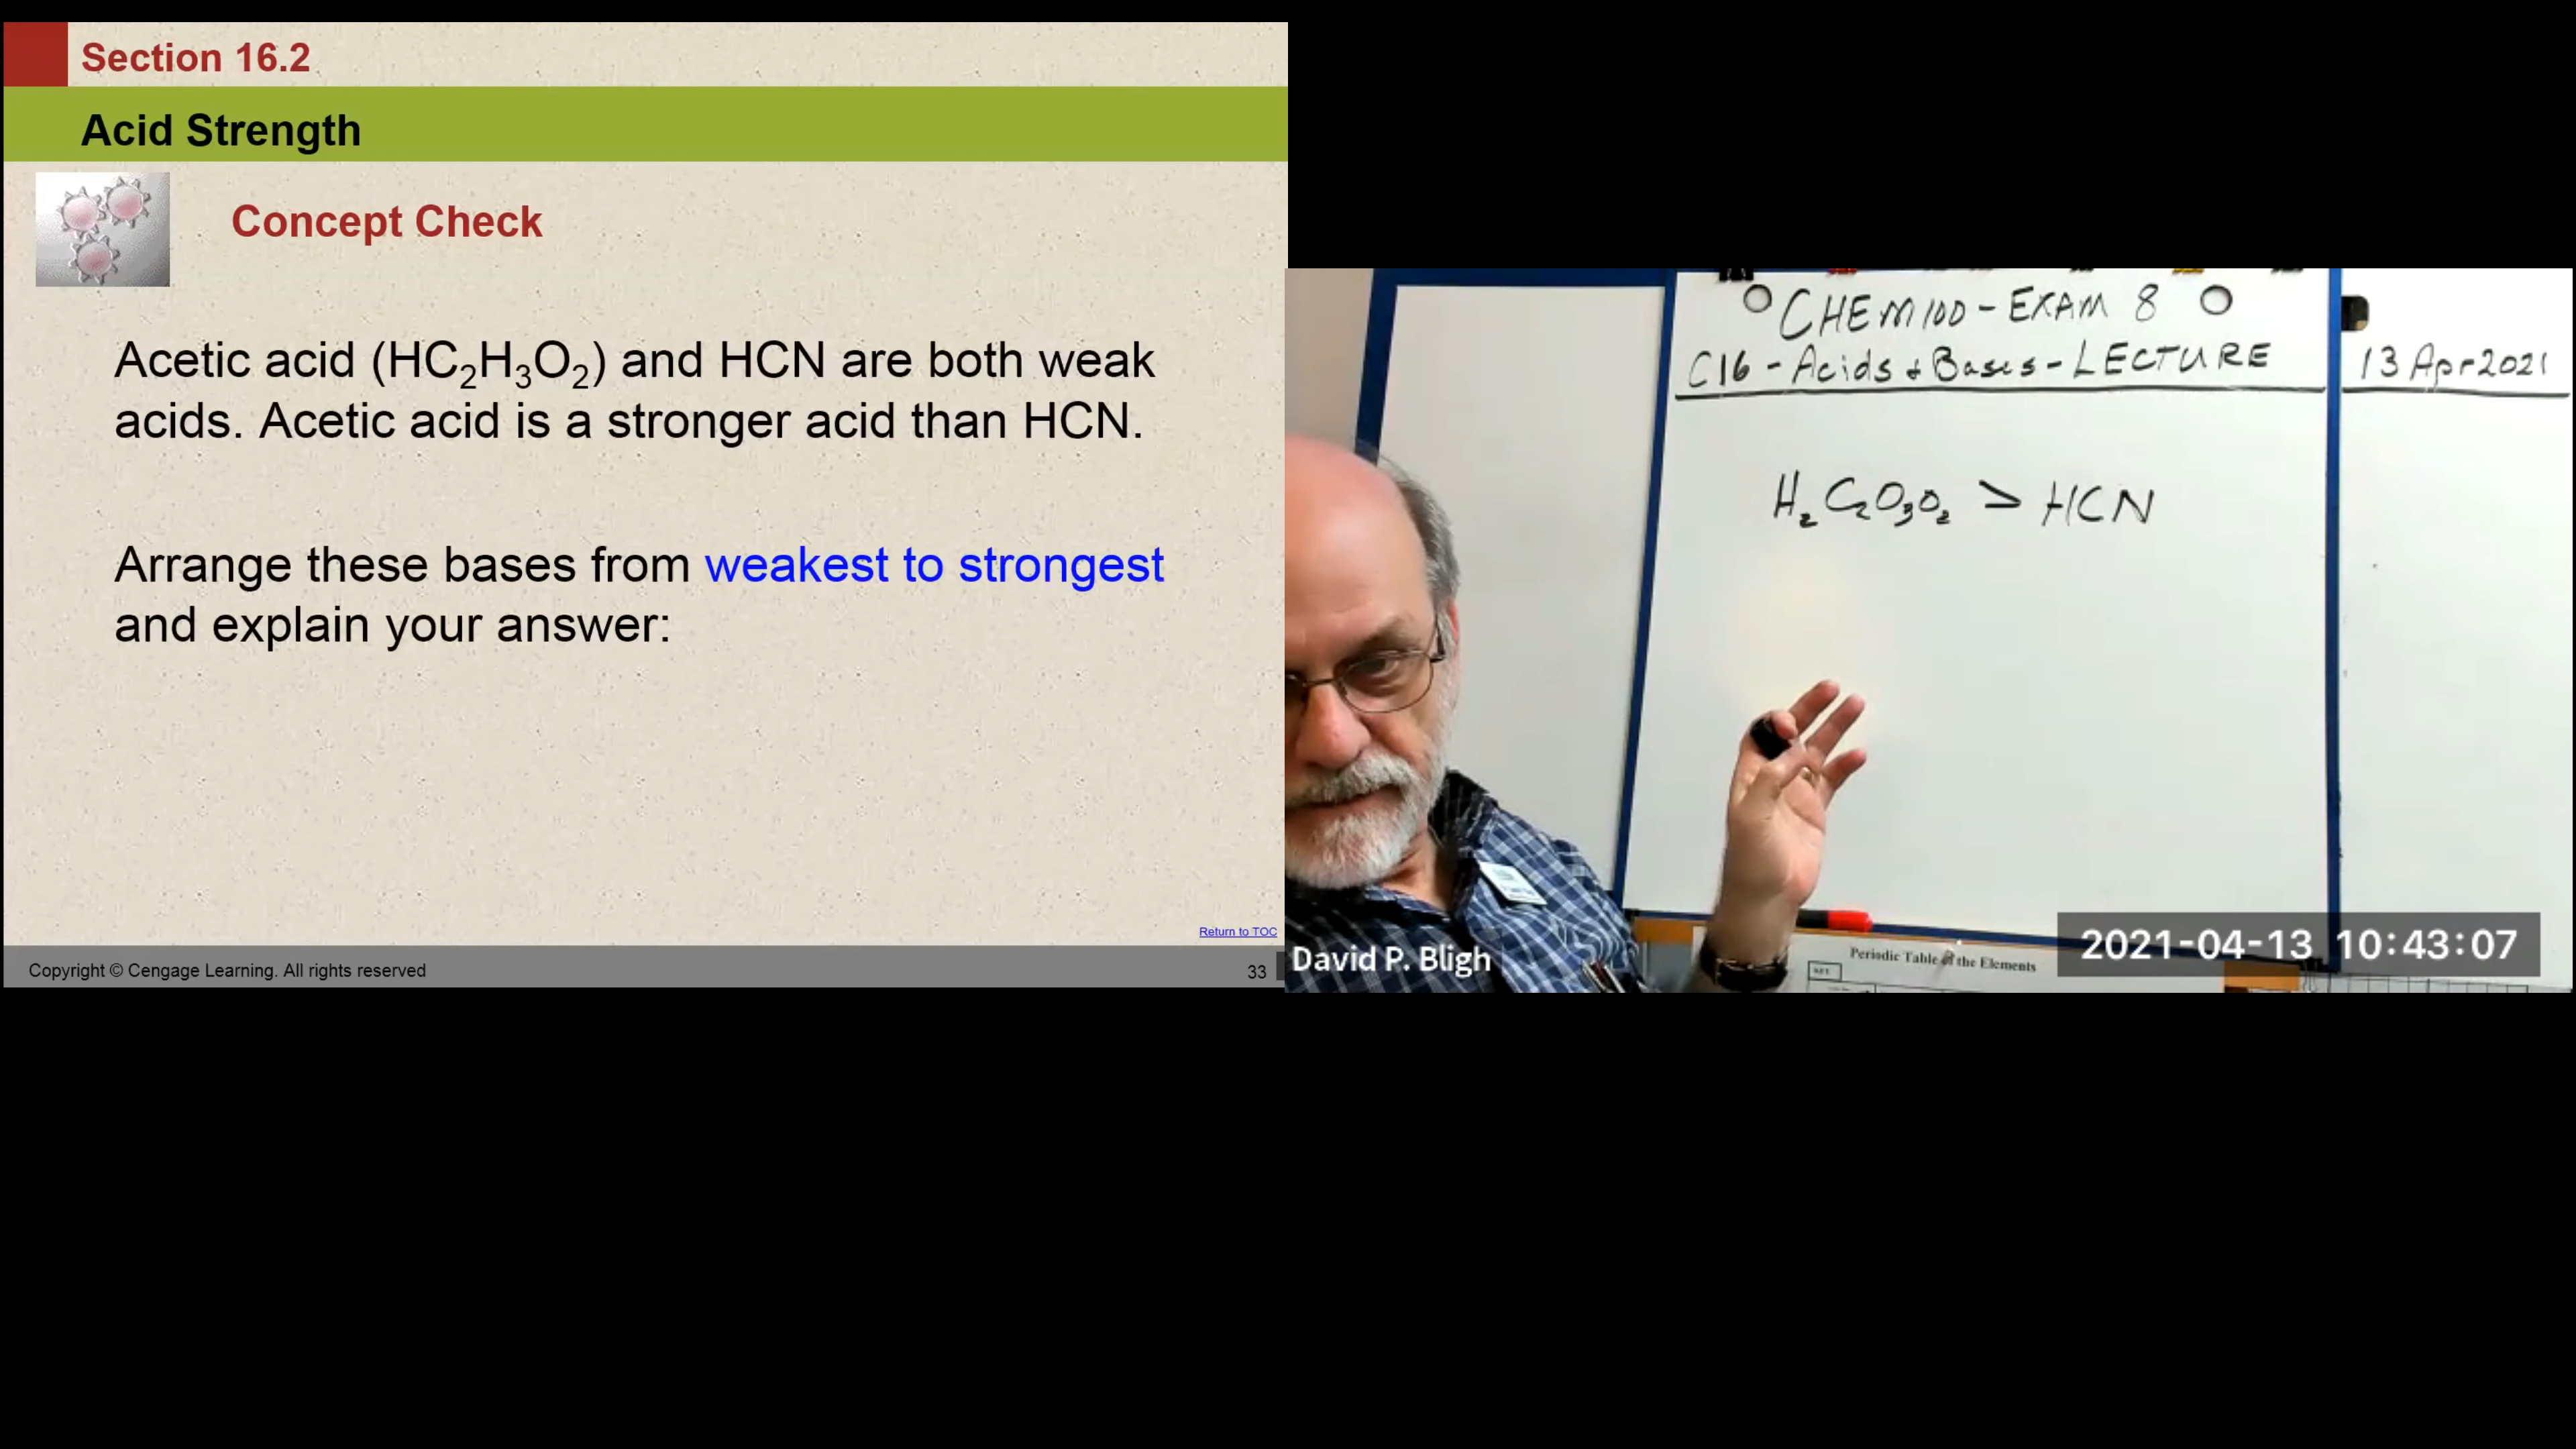 Section 16.2
Acid Strength
Concept Check
Acetic acid (HC₂H₃O₂) and HCN are both weak
acids. Acetic acid is a stronger acid than HCN.
Arrange these bases from weakest to strongest
and explain your answer:
Return to TOC
Copyright © Cengage Learning. All rights reserved
33
CHEM 100 - EXAM 8
C16 - Acids + Bases - LECTURE
13 Apr 2021
H₂C₂O₃O₂ > HCN
David P. Bligh
Periodic Table of the Elements
KEY
2021-04-13 10:43:07